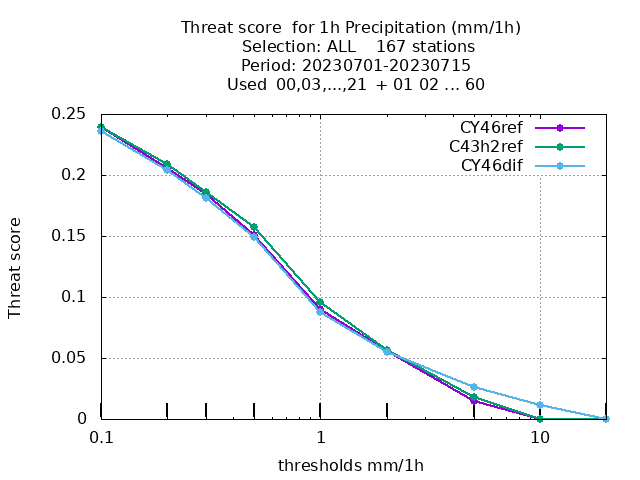 Threat score  for 1h Precipitation (mm/1h)
Selection: ALL    167 stations
Period: 20230701-20230715
Used  00,03,...,21  + 01 02 ... 60
0.25
0.2
0.15
0.1
0.05
0
Threat score
CY46ref
C43h2ref
CY46dif
0.1
1
10
thresholds mm/1h